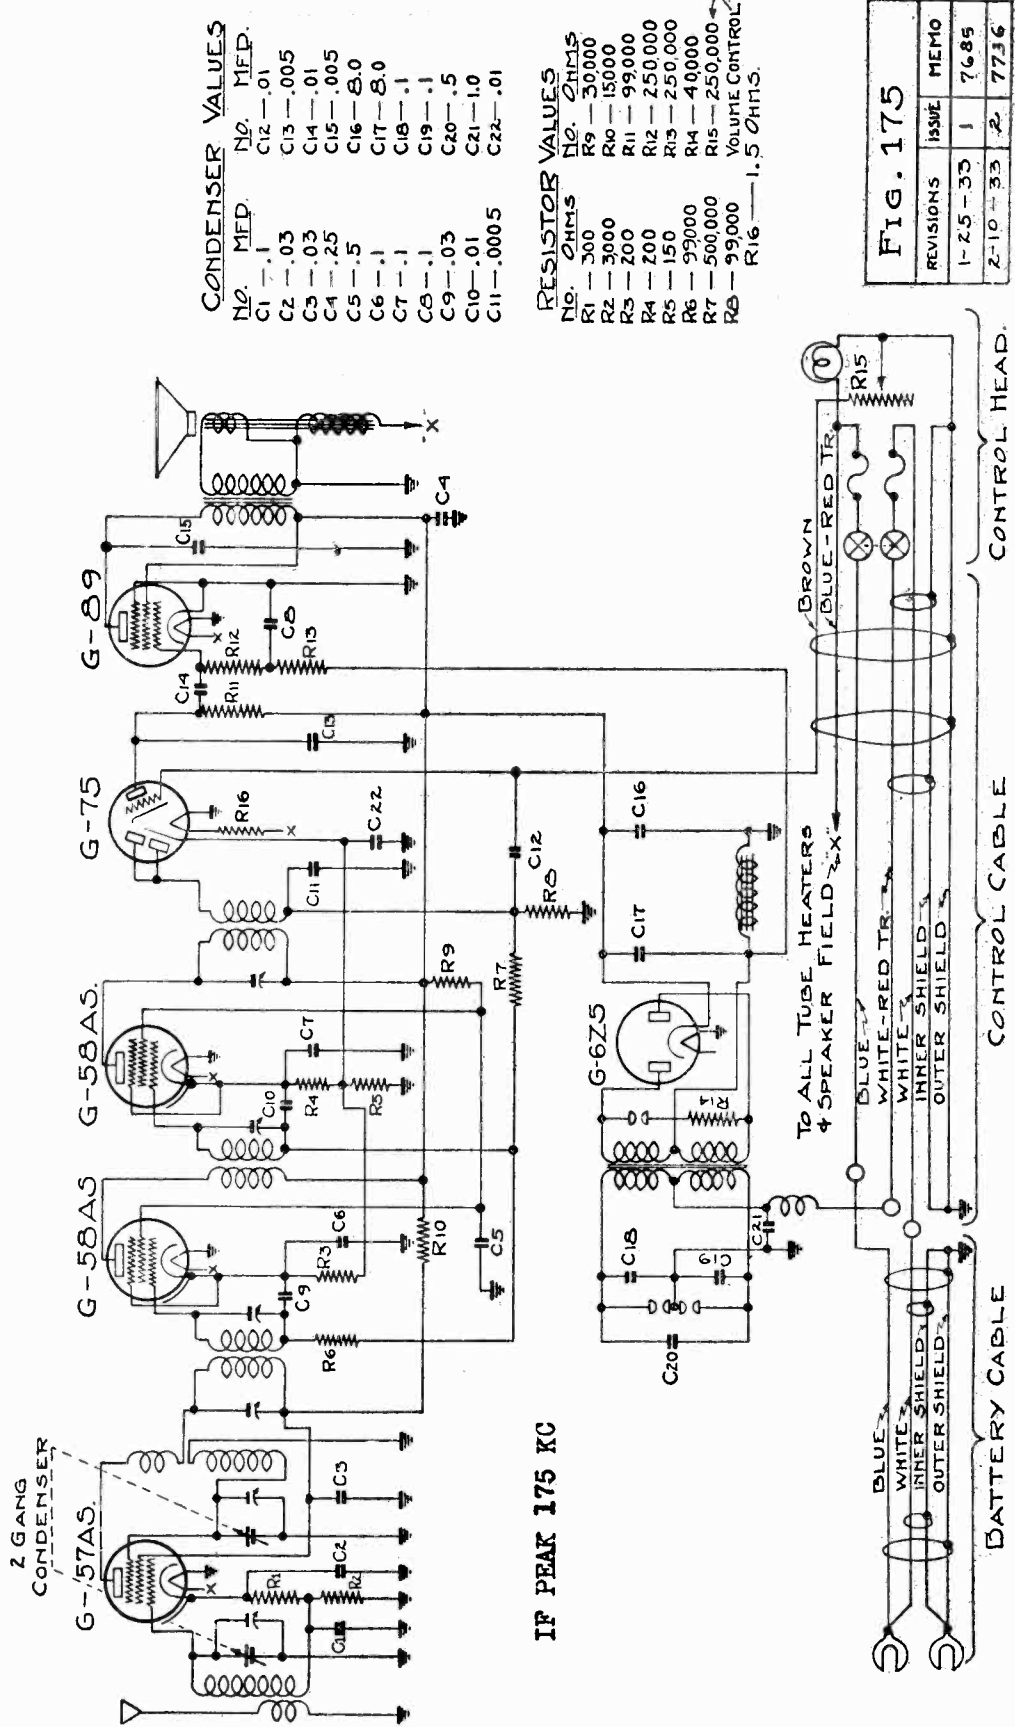 2 GANG
CONDENSER
G-57AS.
G-58AS
G-58AS.
G-75
G-89
R1
R2
C1
C2
C3
R6
C9
R3
C6
R10
C5
C10
R4
R5
C7
R9
R7
R8
C12
C11
C22
R16
C13
R11
C14
R12
R13
C8
C15
C4
"X"
X
X
X
X
X
IF PEAK 175 KC
C20
C18
C19
C21
R14
G-6Z5
C17
C16
TO ALL TUBE HEATERS
& SPEAKER FIELD "X"
BLUE
WHITE-RED TR.
WHITE
INNER SHIELD
OUTER SHIELD
BROWN
BLUE-RED TR.
R15
BLUE
WHITE
INNER SHIELD
OUTER SHIELD
BATTERY CABLE
CONTROL CABLE
CONTROL HEAD.
CONDENSER VALUES
NO. MFD. NO. MFD.
C1—.1 C12—.01
C2—.03 C13—.005
C3—.03 C14—.01
C4—.25 C15—.005
C5—.5 C16—8.0
C6—.1 C17—8.0
C7—.1 C18—.1
C8—.1 C19—.1
C9—.03 C20—.5
C10—.01 C21—1.0
C11—.0005 C22—.01
RESISTOR VALUES
NO. OHMS NO. OHMS
R1—300 R9—30,000
R2—3000 R10—15000
R3—200 R11—99,000
R4—200 R12—250,000
R5—150 R13—250,000
R6—99000 R14—40,000
R7—500,000 R15—250,000
R8—99,000 VOLUME CONTROL
R16—1.5 OHMS.
FIG. 175
REVISIONS ISSUE MEMO
1-25-33 1 7685
2-10-33 2 7736